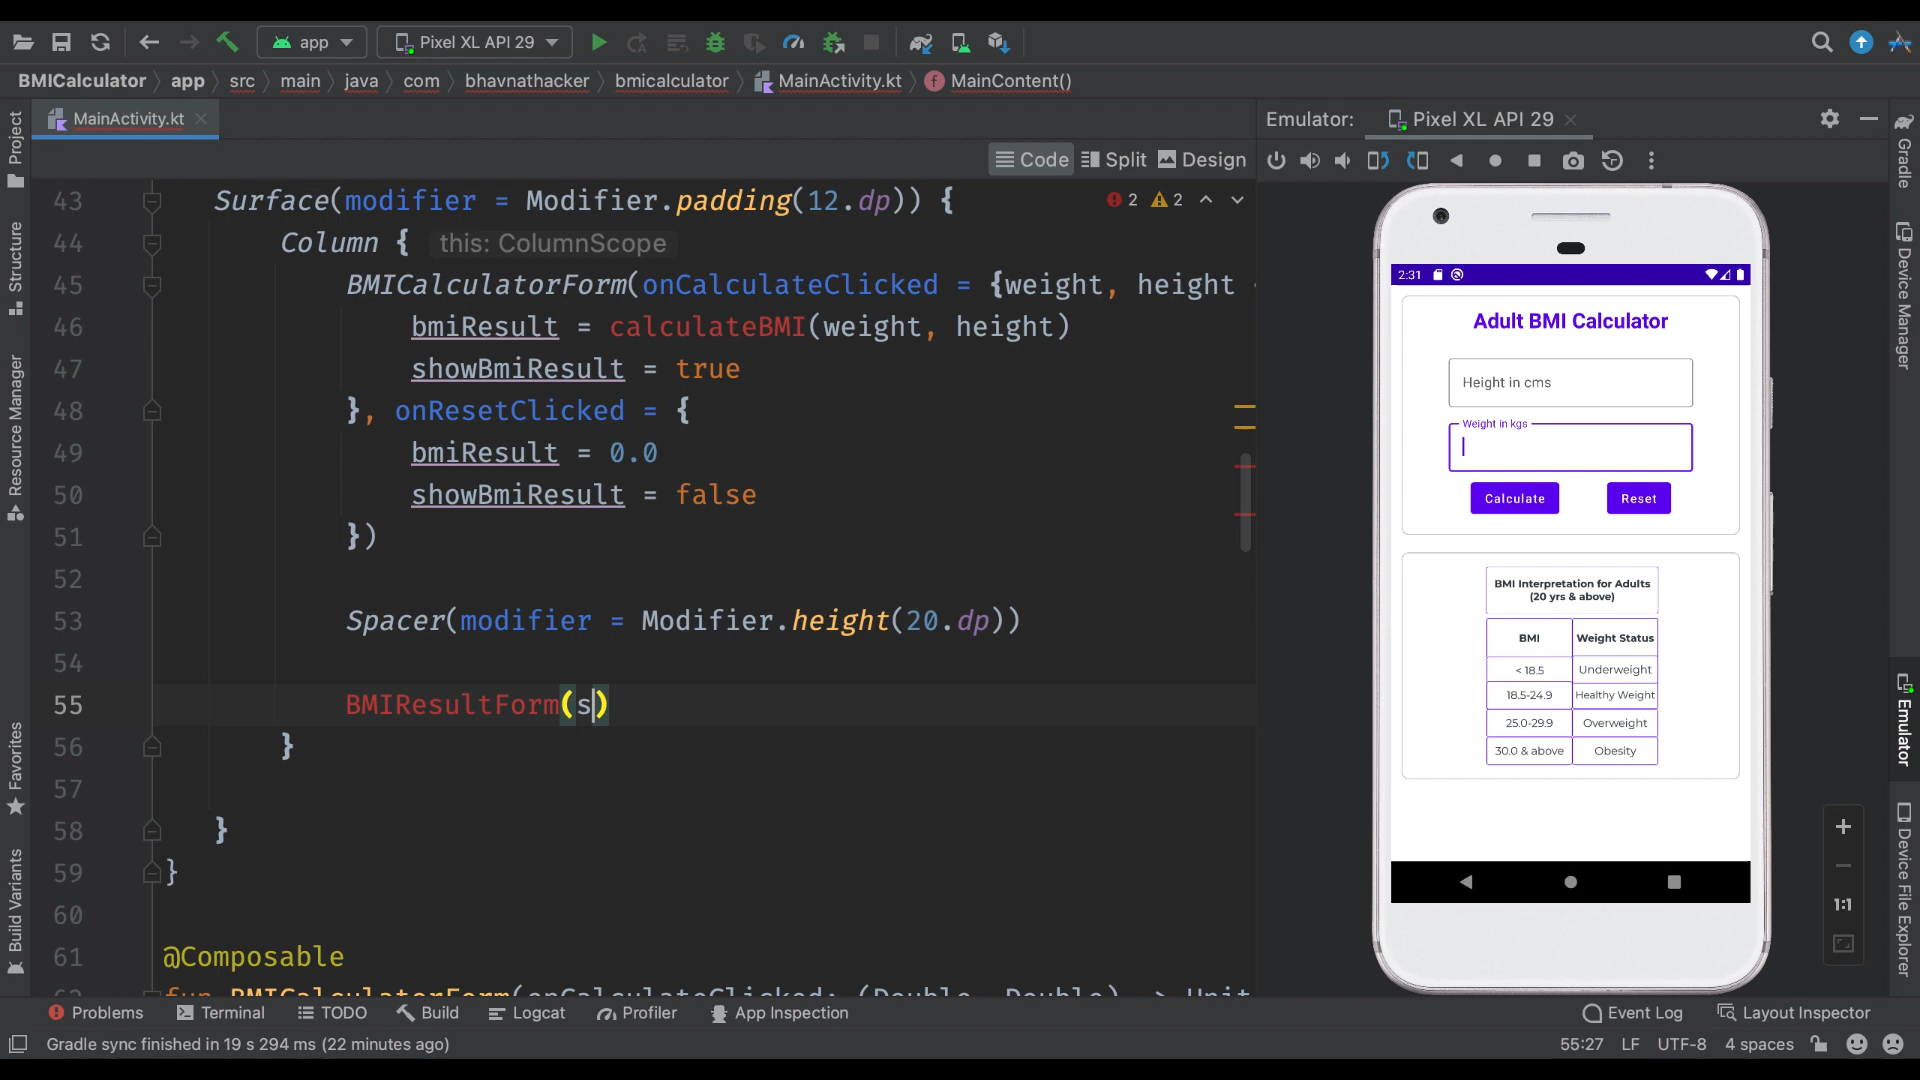 app
Pixel XL API 29
BMICalculator app src main java com bhavnathacker bmicalculator MainActivity.kt f MainContent()
MainActivity.kt
Emulator: Pixel XL API 29
Code Split Design
43 Surface(modifier = Modifier.padding(12.dp)) {
2 2
44 Column { this: ColumnScope
45 BMICalculatorForm(onCalculateClicked = {weight, height
46 bmiResult = calculateBMI(weight, height)
47 showBmiResult = true
48 }, onResetClicked = {
49 bmiResult = 0.0
50 showBmiResult = false
51 })
52
53 Spacer(modifier = Modifier.height(20.dp))
54
55 BMIResultForm(s)
56 }
57
58 }
59 }
60
61 @Composable
fun BMICalculatorForm(onCalculateClicked: (Double, Double) -> Unit
Project
Structure
Resource Manager
Favorites
Build Variants
2:31
Adult BMI Calculator
Height in cms
Weight in kgs
Calculate Reset
BMI Interpretation for Adults
(20 yrs & above)
BMI Weight Status
< 18.5 Underweight
18.5-24.9 Healthy Weight
25.0-29.9 Overweight
30.0 & above Obesity
1:1
Gradle
Device Manager
Emulator
Device File Explorer
Problems Terminal TODO Build Logcat Profiler App Inspection Event Log Layout Inspector
Gradle sync finished in 19 s 294 ms (22 minutes ago) 55:27 LF UTF-8 4 spaces